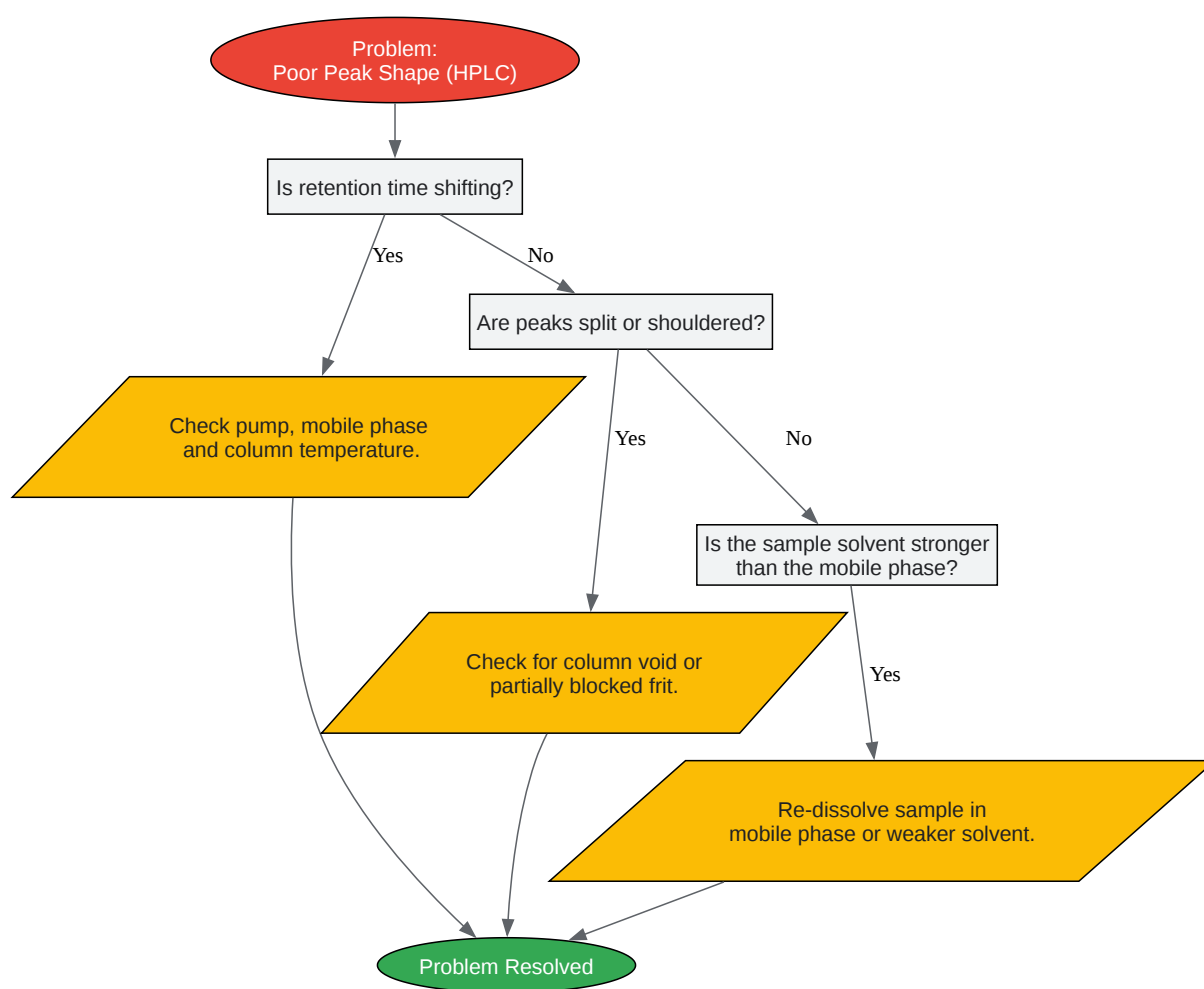 Problem:
Poor Peak Shape (HPLC)
Is retention time shifting?
Yes
No
Are peaks split or shouldered?
Check pump, mobile phase
and column temperature.
Yes
No
Is the sample solvent stronger
than the mobile phase?
Check for column void or
partially blocked frit.
Yes
Re-dissolve sample in
mobile phase or weaker solvent.
Problem Resolved